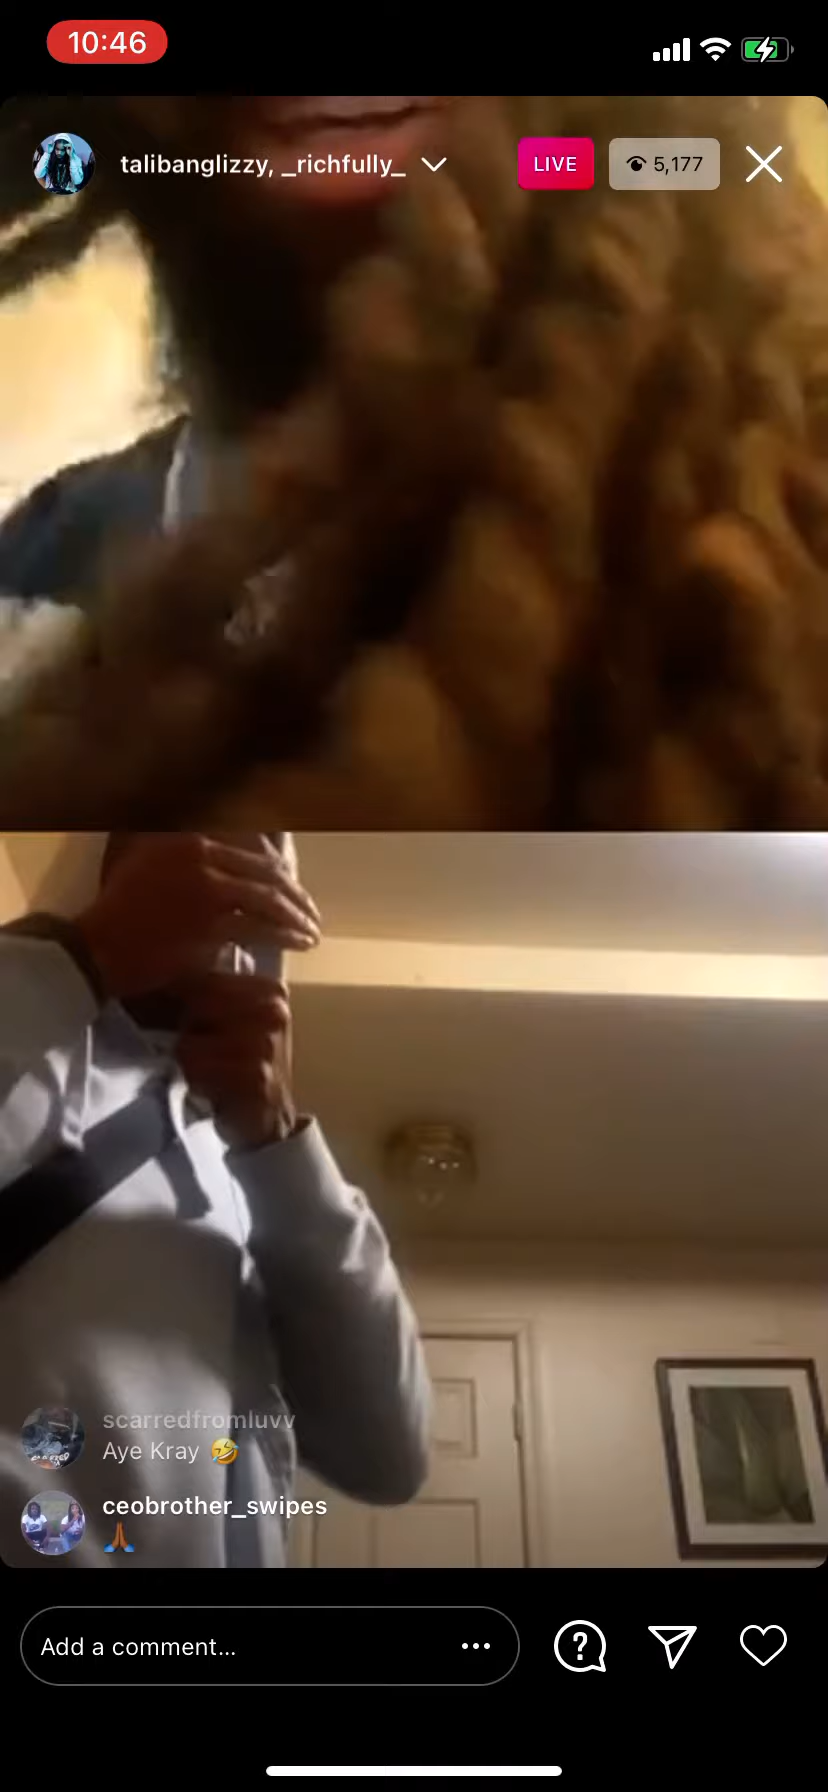 10:46
talibanglizzy, _richfully_
LIVE
5,177
scarredfromluvv
Aye Kray 🤣
ceobrother_swipes
🙏🏾
Add a comment...